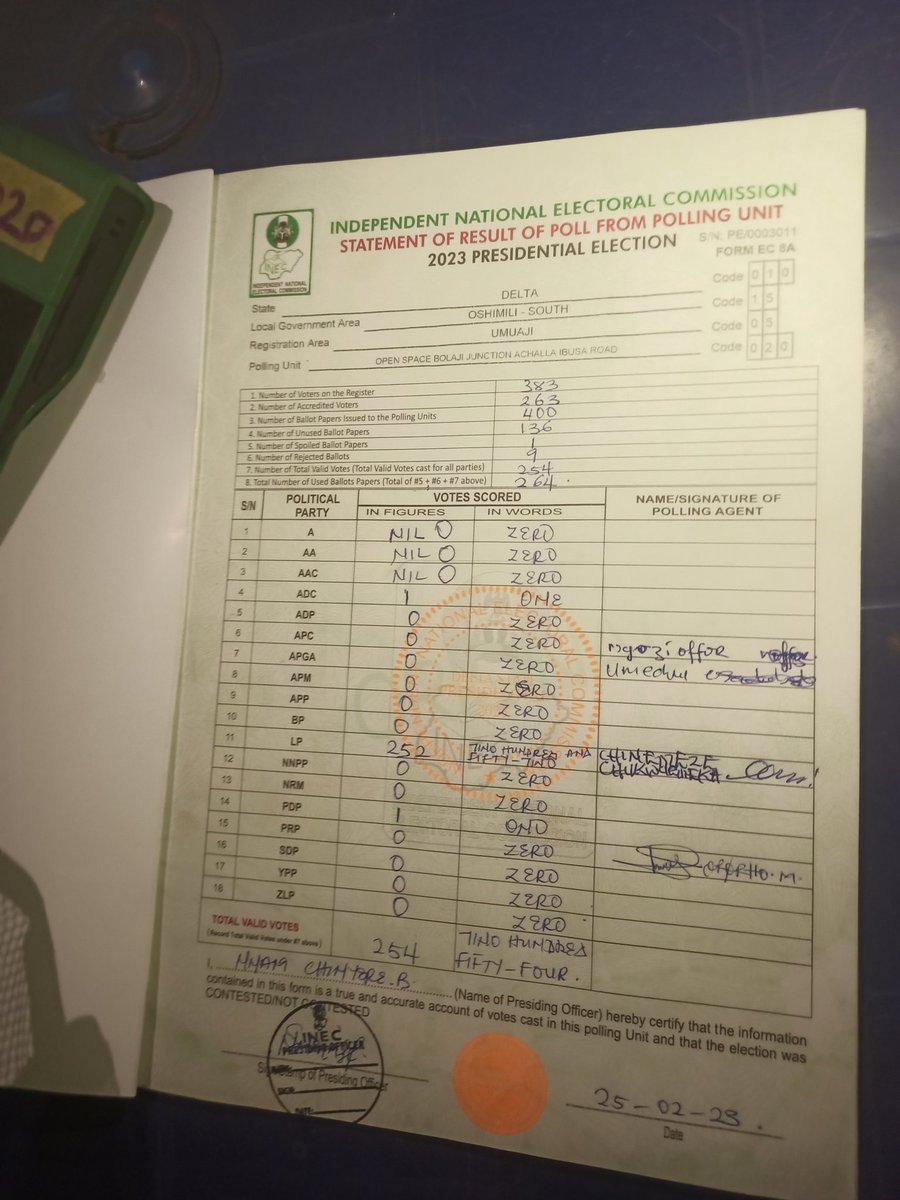 020
INDEPENDENT NATIONAL ELECTORAL COMMISSION
STATEMENT OF RESULT OF POLL FROM POLLING UNIT
2023 PRESIDENTIAL ELECTION
S/N: PE/0003011
FORM EC 8A
INEC
INDEPENDENT NATIONAL
ELECTORAL COMMISSION
State DELTA Code 0 1 0
Local Government Area OSHIMILI - SOUTH Code 1 5
Registration Area UMUAJI Code 0 5
Polling Unit OPEN SPACE BOLAJI JUNCTION ACHALLA IBUSA ROAD Code 0 2 0
1. Number of Voters on the Register 383
2. Number of Accredited Voters 263
3. Number of Ballot Papers Issued to the Polling Units 400
4. Number of Unused Ballot Papers 136
5. Number of Spoiled Ballot Papers 1
6. Number of Rejected Ballots 9
7. Number of Total Valid Votes (Total Valid Votes cast for all parties) 254
8. Total Number of Used Ballots Papers (Total of #5 + #6 + #7 above) 264.
S/N POLITICAL PARTY VOTES SCORED NAME/SIGNATURE OF POLLING AGENT
IN FIGURES IN WORDS
1 A NIL 0 ZERO
2 AA NIL 0 ZERO
3 AAC NIL 0 ZERO
4 ADC 1 ONE
5 ADP 0 ZERO
6 APC 0 ZERO ngozi offor
7 APGA 0 ZERO
8 APM 0 ZERO
9 APP 0 ZERO
10 BP 0 ZERO
11 LP 252 TWO HUNDRED AND FIFTY-TWO
12 NNPP 0 ZERO
13 NRM 0 ZERO
14 PDP 1
15 PRP 0 ZERO
16 SDP 0 ZERO
17 YPP 0 ZERO
18 ZLP 0 ZERO
TOTAL VALID VOTES
(Record Total Valid Votes under #7 above) 254 TWO HUNDRED FIFTY-FOUR.
I, (Name of Presiding Officer) hereby certify that the information
contained in this form is a true and accurate account of votes cast in this polling Unit and that the election was
CONTESTED/NOT CONTESTED
INEC
PRESIDING OFFICER
DATE:
25-02-23.
Date